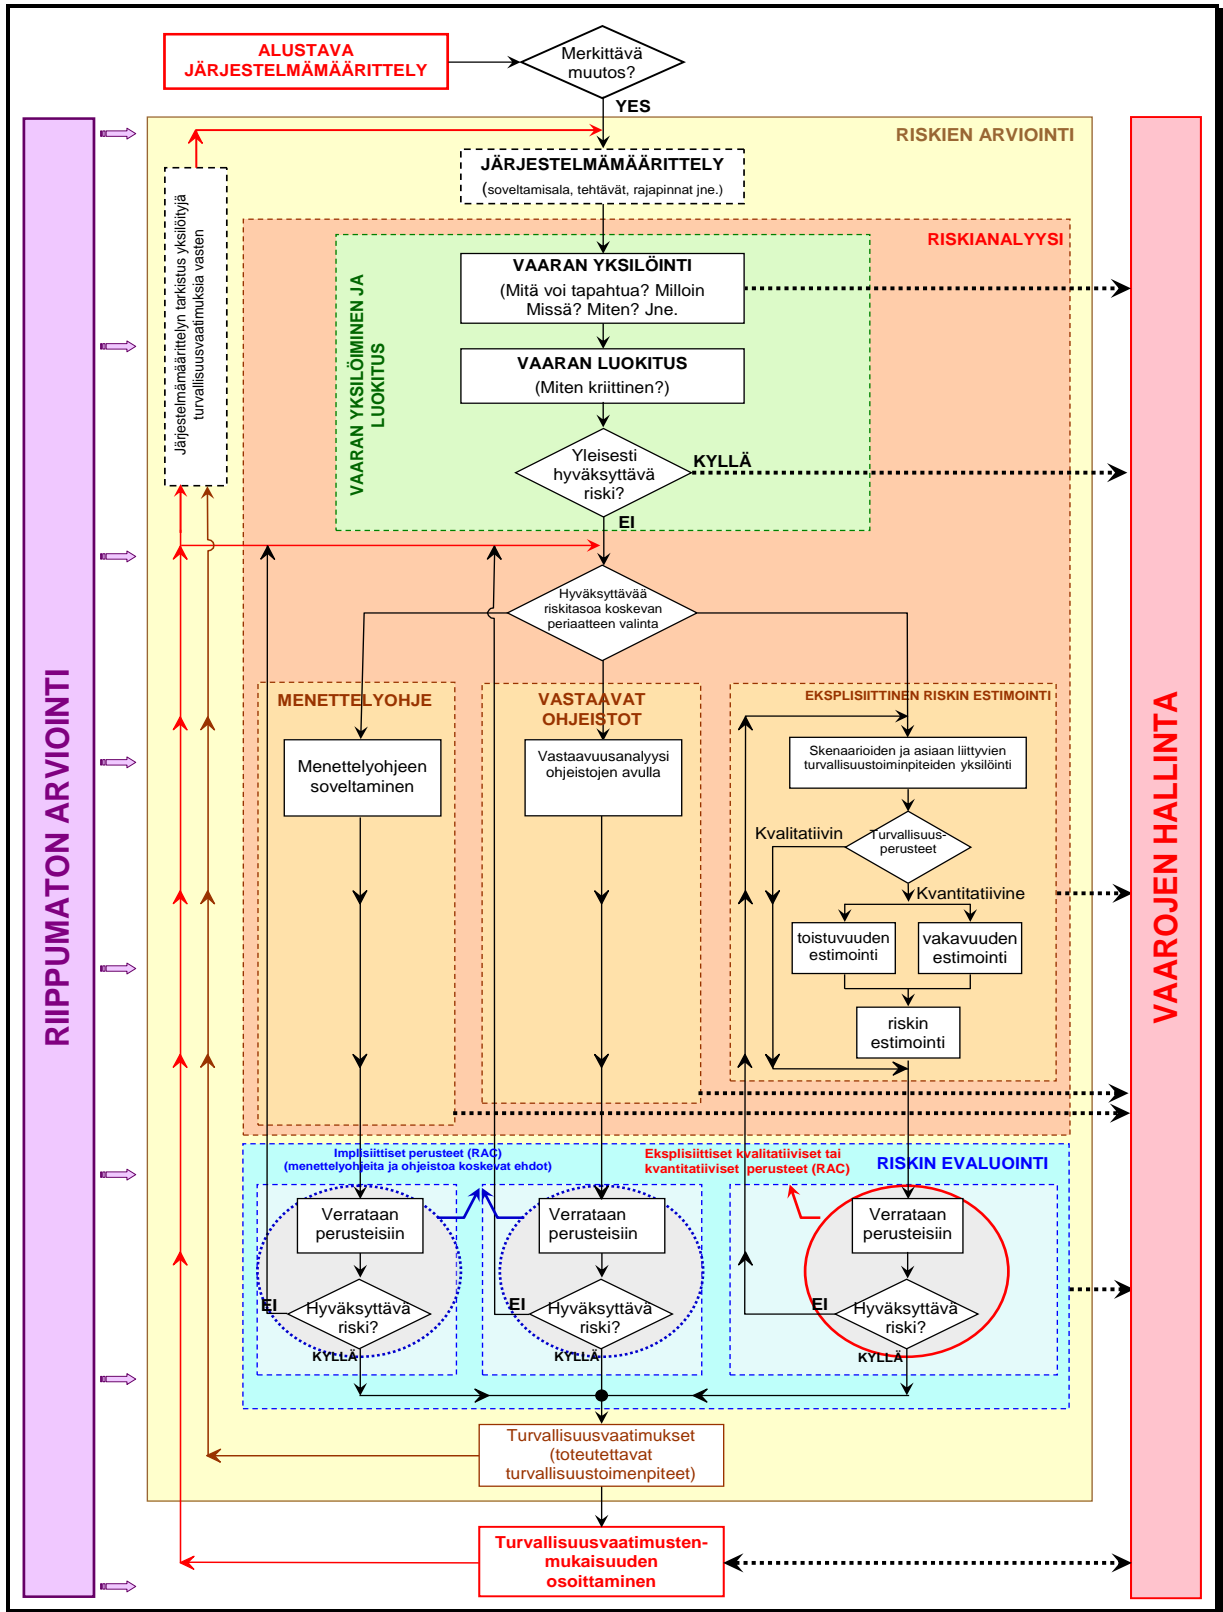 ALUSTAVA
JÄRJESTELMÄMÄÄRITTELY
Merkittävä
muutos?
YES
RISKIEN ARVIOINTI
JÄRJESTELMÄMÄÄRITTELY
(soveltamisala, tehtävät, rajapinnat jne.)
Järjestelmämäärittelyn tarkistus yksilöityjä
turvallisuusvaatimuksia vasten
RISKIANALYYSI
VAARAN YKSILÖIMINEN JA
LUOKITUS
VAARAN YKSILÖINTI
(Mitä voi tapahtua? Milloin
Missä? Miten? Jne.
VAARAN LUOKITUS
(Miten kriittinen?)
Yleisesti
hyväksyttävä
riski?
KYLLÄ
EI
Hyväksyttävää
riskitasoa koskevan
periaatteen valinta
RIIPPUMATON ARVIOINTI
VAAROJEN HALLINTA
MENETTELYOHJE
VASTAAVAT
OHJEISTOT
EKSPLISIITTINEN RISKIN ESTIMOINTI
Menettelyohjeen
soveltaminen
Vastaavuusanalyysi
ohjeistojen avulla
Skenaarioiden ja asiaan liittyvien
turvallisuustoiminpiteiden yksilöinti
Kvalitatiivin
Turvallisuus-
perusteet
Kvantitatiivine
toistuvuuden
estimointi
vakavuuden
estimointi
riskin
estimointi
Implisiittiset perusteet (RAC)
(menettelyohjeita ja ohjeistoa koskevat ehdot)
Eksplisiittiset kvalitatiiviset tai
kvantitatiiviset perusteet (RAC)
RISKIN EVALUOINTI
Verrataan
perusteisiin
Verrataan
perusteisiin
Verrataan
perusteisiin
EI
Hyväksyttävä
riski?
EI
Hyväksyttävä
riski?
EI
Hyväksyttävä
riski?
KYLLÄ
KYLLÄ
KYLLÄ
Turvallisuusvaatimukset
(toteutettavat
turvallisuustoimenpiteet)
Turvallisuusvaatimusten-
mukaisuuden
osoittaminen